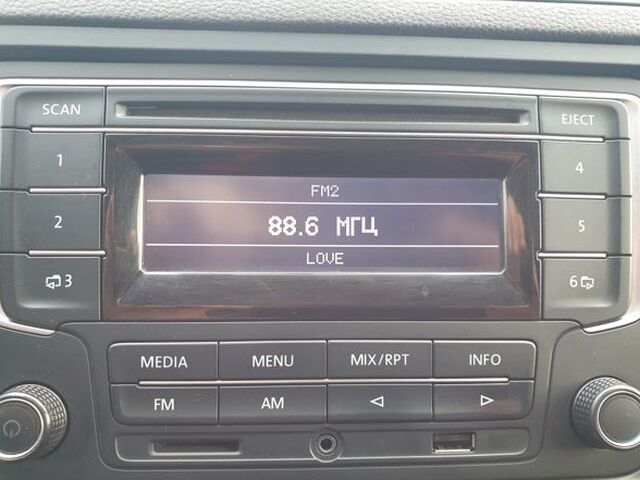 SCAN
EJECT
1
4
FM2
2
88.6 МГЦ
5
LOVE
3
6
MEDIA
MENU
MIX/RPT
INFO
FM
AM